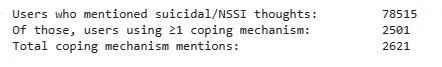 Users who mentioned suicidal/NSSI thoughts: 78515
Of those, users using ≥1 coping mechanism: 2501
Total coping mechanism mentions: 2621